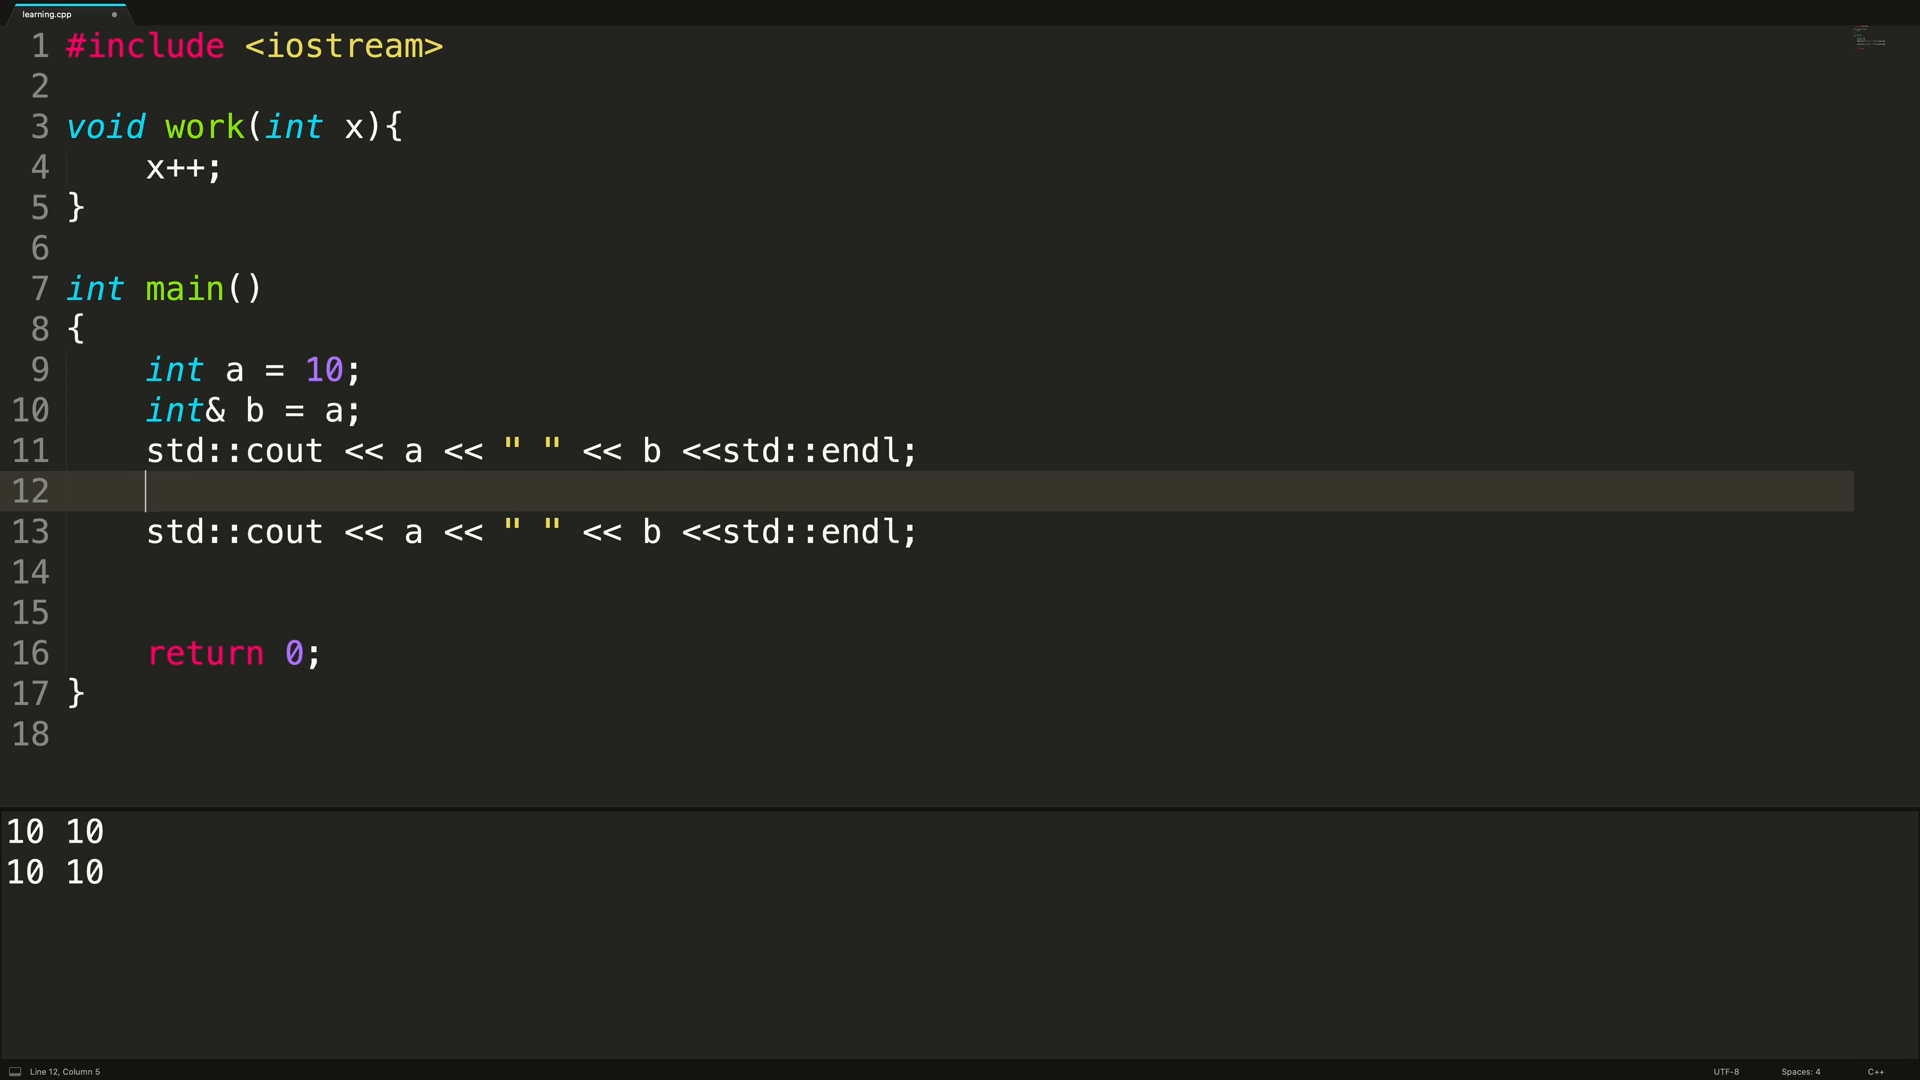 learning.cpp
1 #include <iostream>
2
3 void work(int x){
4     x++;
5 }
6
7 int main()
8 {
9     int a = 10;
10     int& b = a;
11     std::cout << a << " " << b <<std::endl;
12
13     std::cout << a << " " << b <<std::endl;
14
15
16     return 0;
17 }
18
10 10
10 10
Line 12, Column 5 UTF-8 Spaces: 4 C++